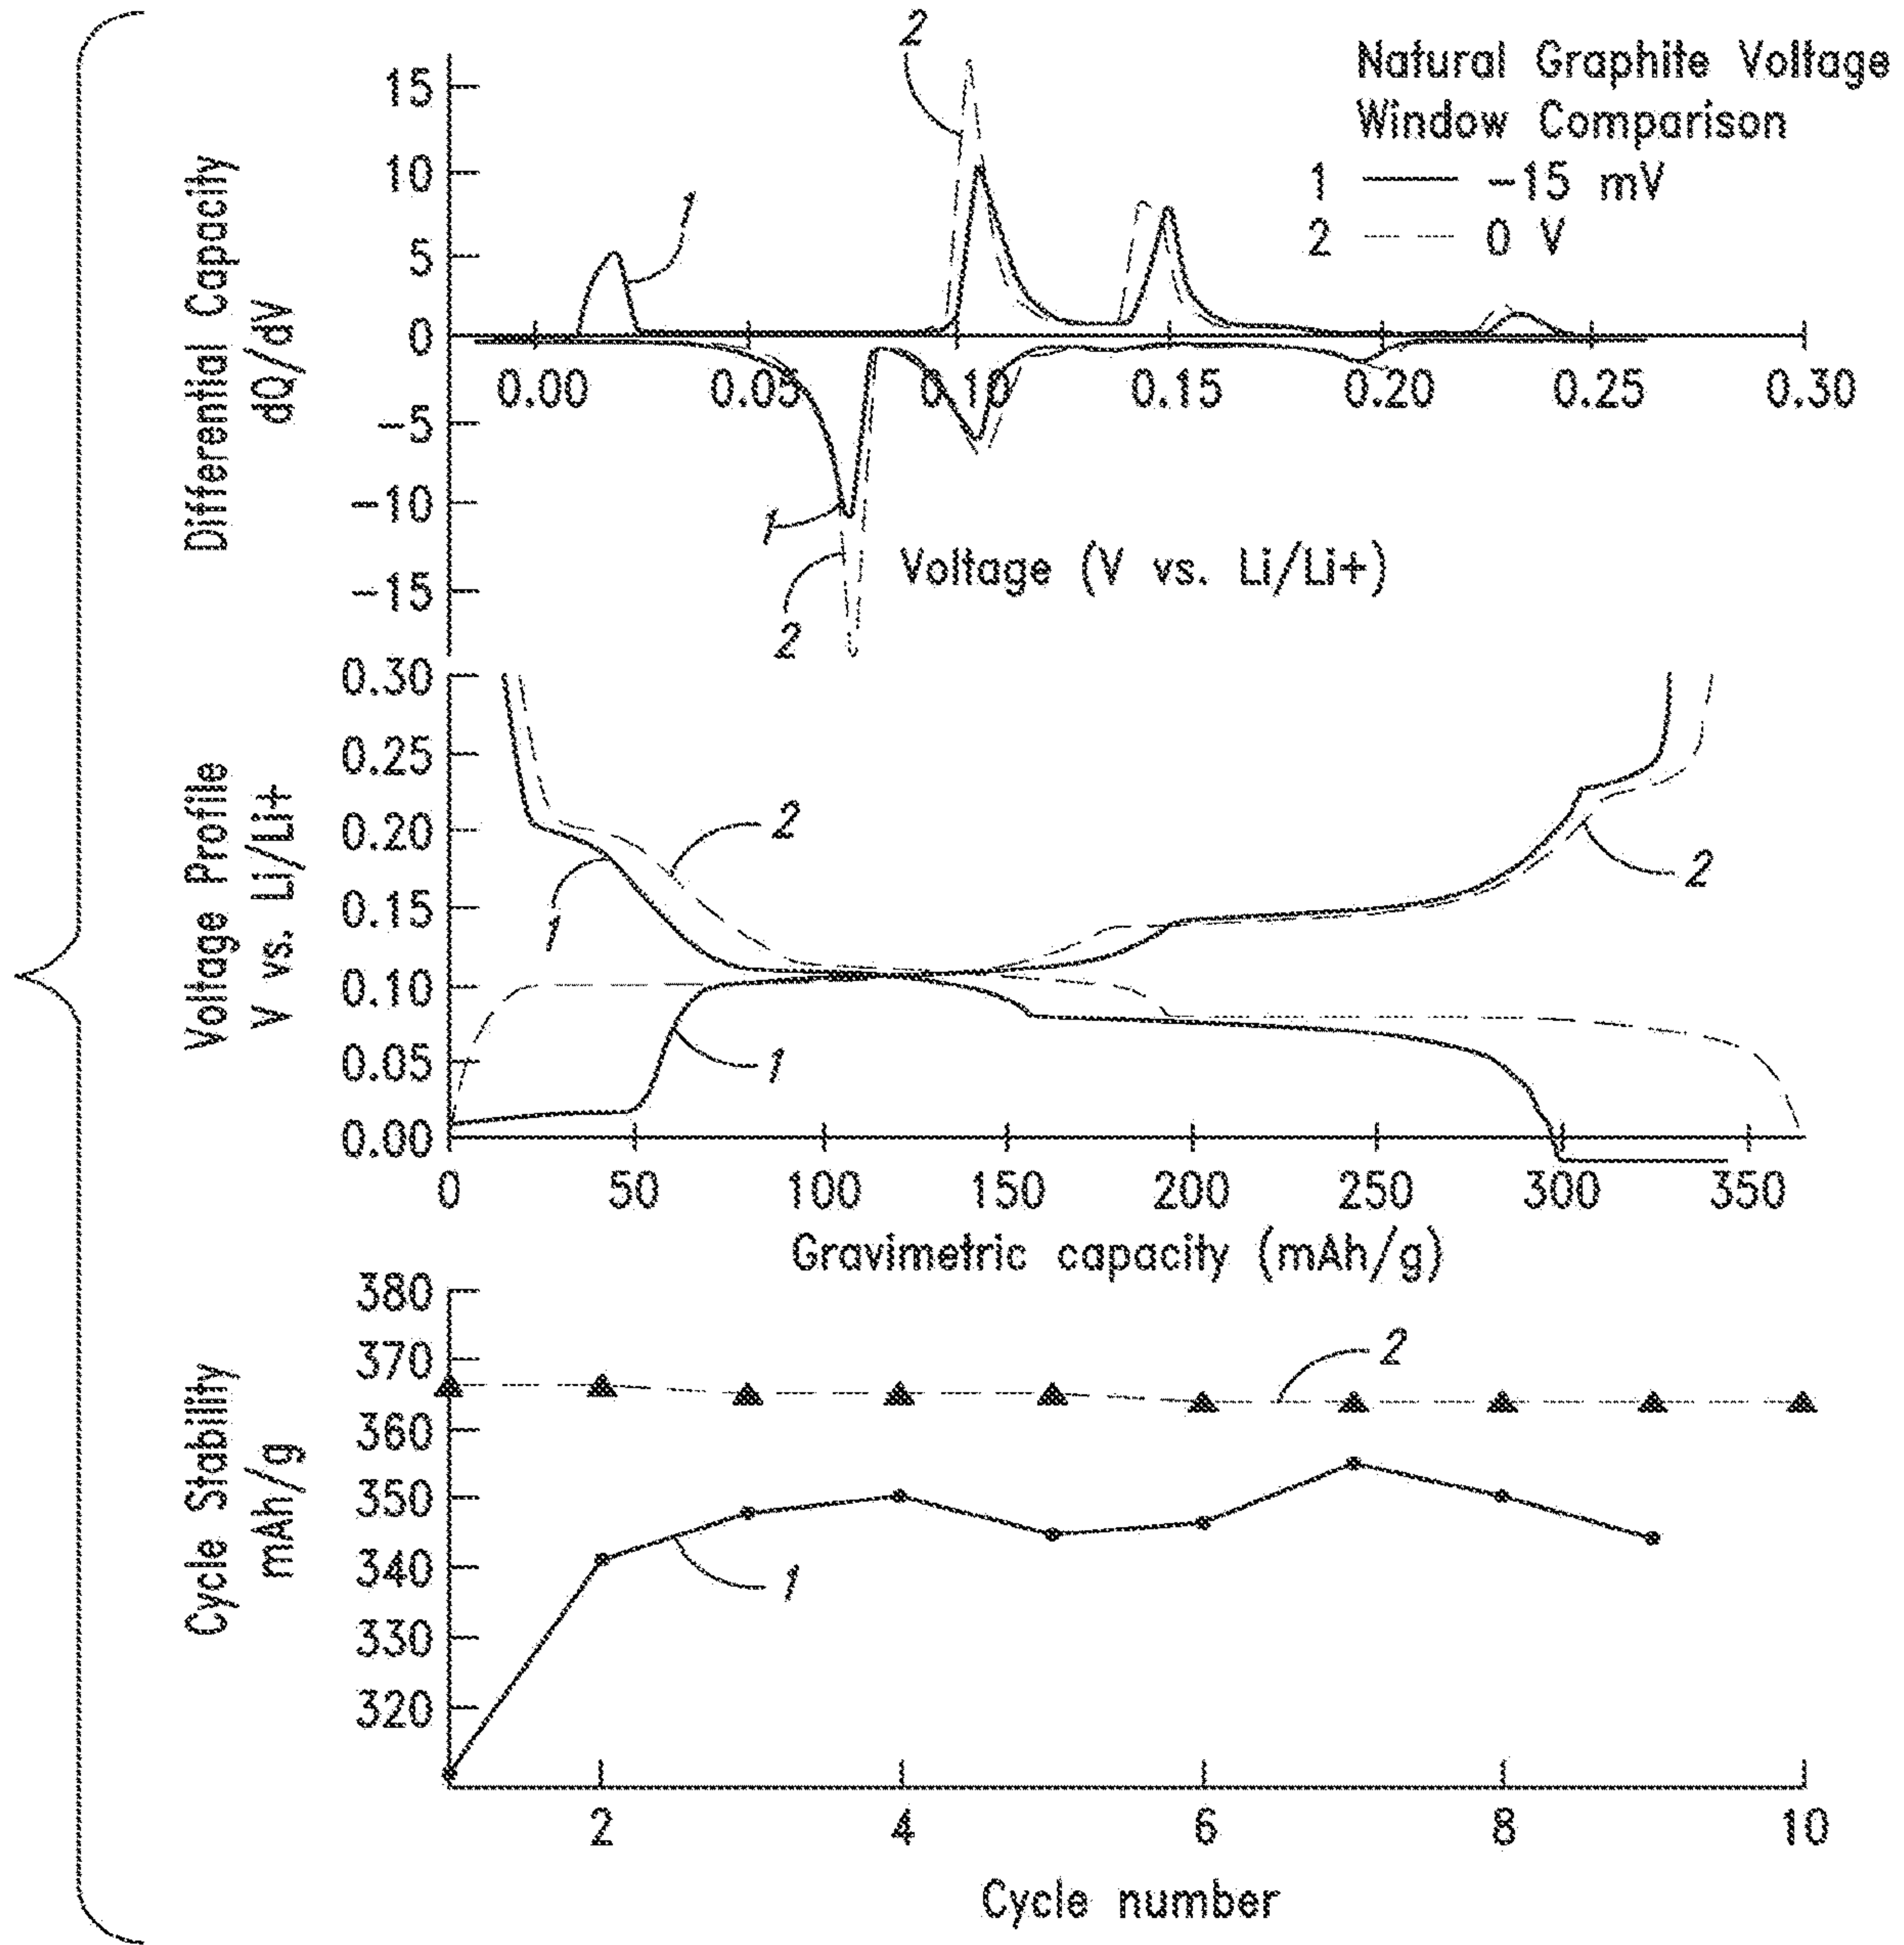 Natural Graphite Voltage
Window Comparison
1 −15 mV
2 0 V
Differential Capacity
dQ/dV
15
10
5
0
−5
−10
−15
0.00 0.05 0.10 0.15 0.20 0.25 0.30
Voltage (V vs. Li/Li+)
2
1
1
2
Voltage Profile
V vs. Li/Li+
0.30
0.25
0.20
0.15
0.10
0.05
0.00
2
1
2
1
0 50 100 150 200 250 300 350
Gravimetric capacity (mAh/g)
Cycle Stability
mAh/g
380
370
360
350
340
330
320
2
1
2 4 6 8 10
Cycle number